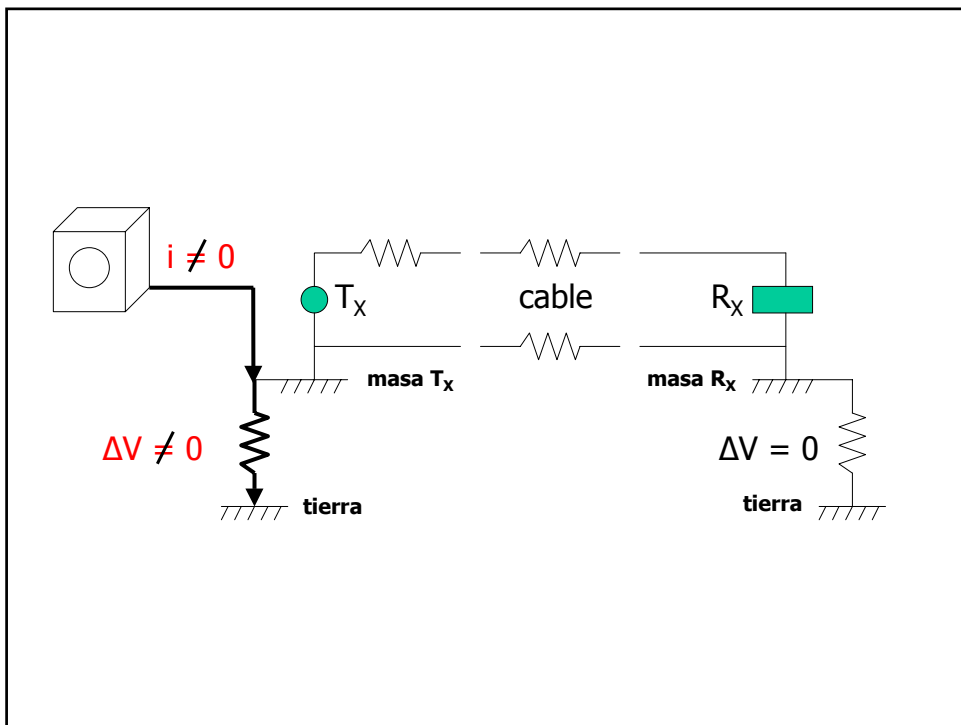 i ≠ 0
T_X
cable
R_X
masa T_X
masa R_X
ΔV ≠ 0
ΔV = 0
tierra
tierra